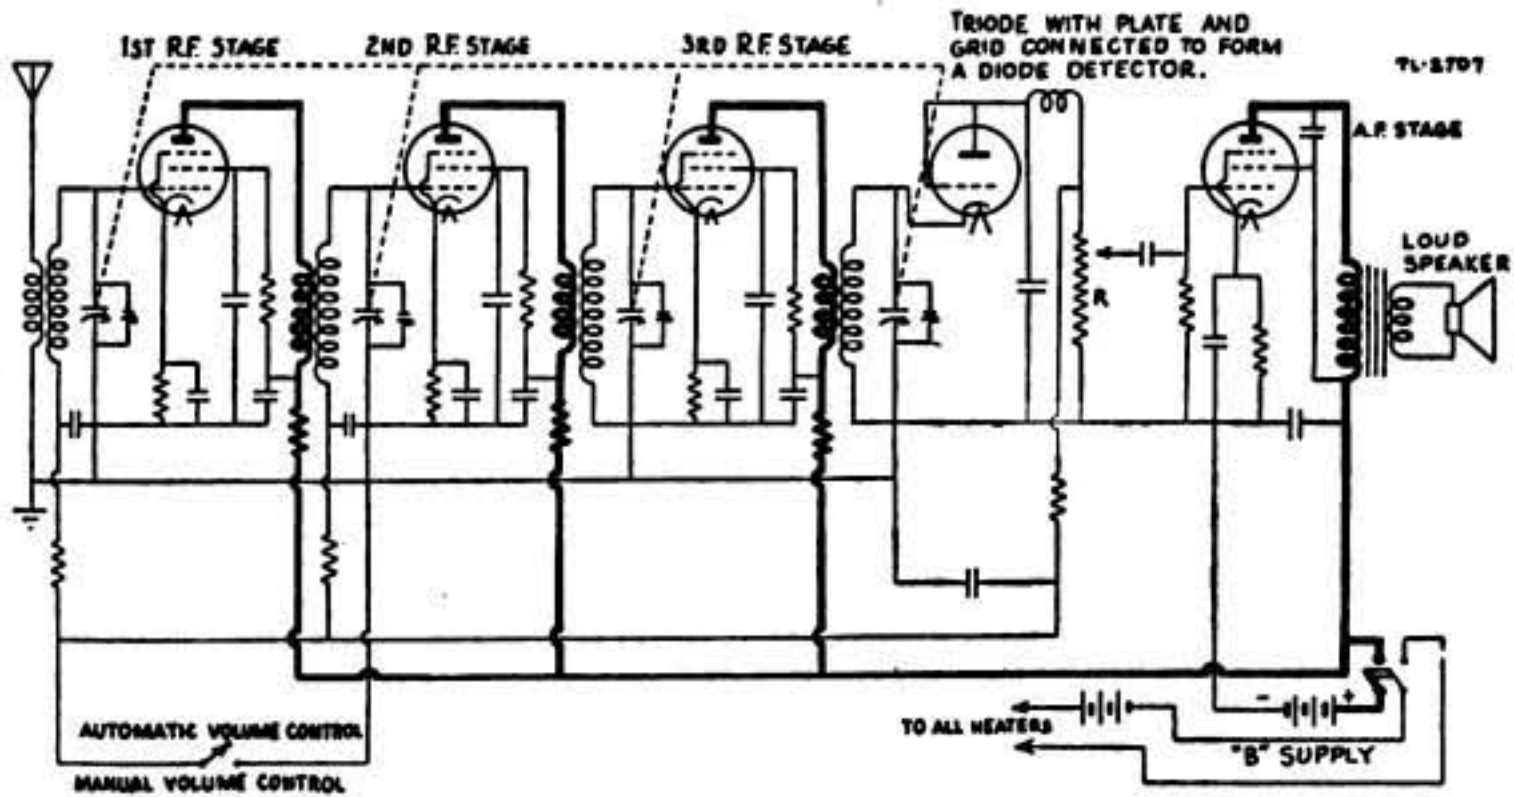 1ST R.F. STAGE
2ND R.F. STAGE
3RD R.F. STAGE
TRIODE WITH PLATE AND
GRID CONNECTED TO FORM
A DIODE DETECTOR.
TL-2707
A.F. STAGE
LOUD
SPEAKER
R
- +
TO ALL HEATERS
"B" SUPPLY
AUTOMATIC VOLUME CONTROL
MANUAL VOLUME CONTROL